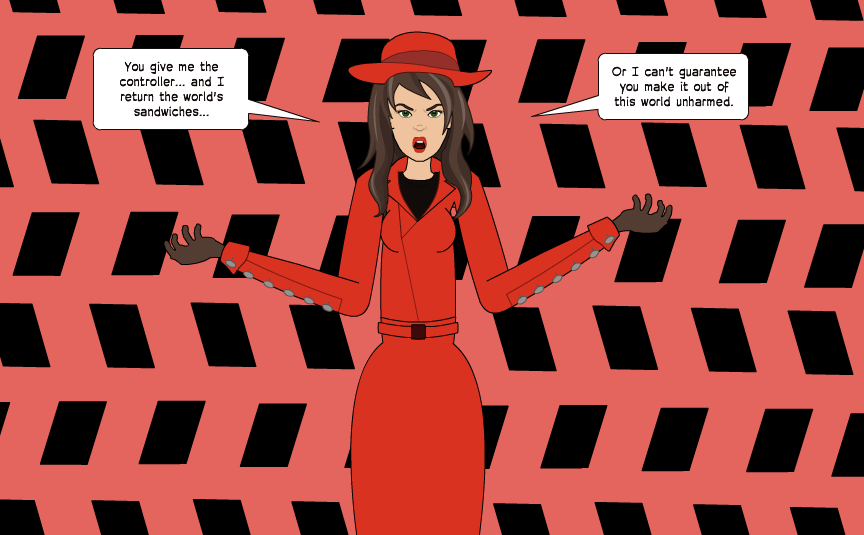 You give me the
controller... and I
return the world's
sandwiches...
Or I can't guarantee
you make it out of
this world unharmed.